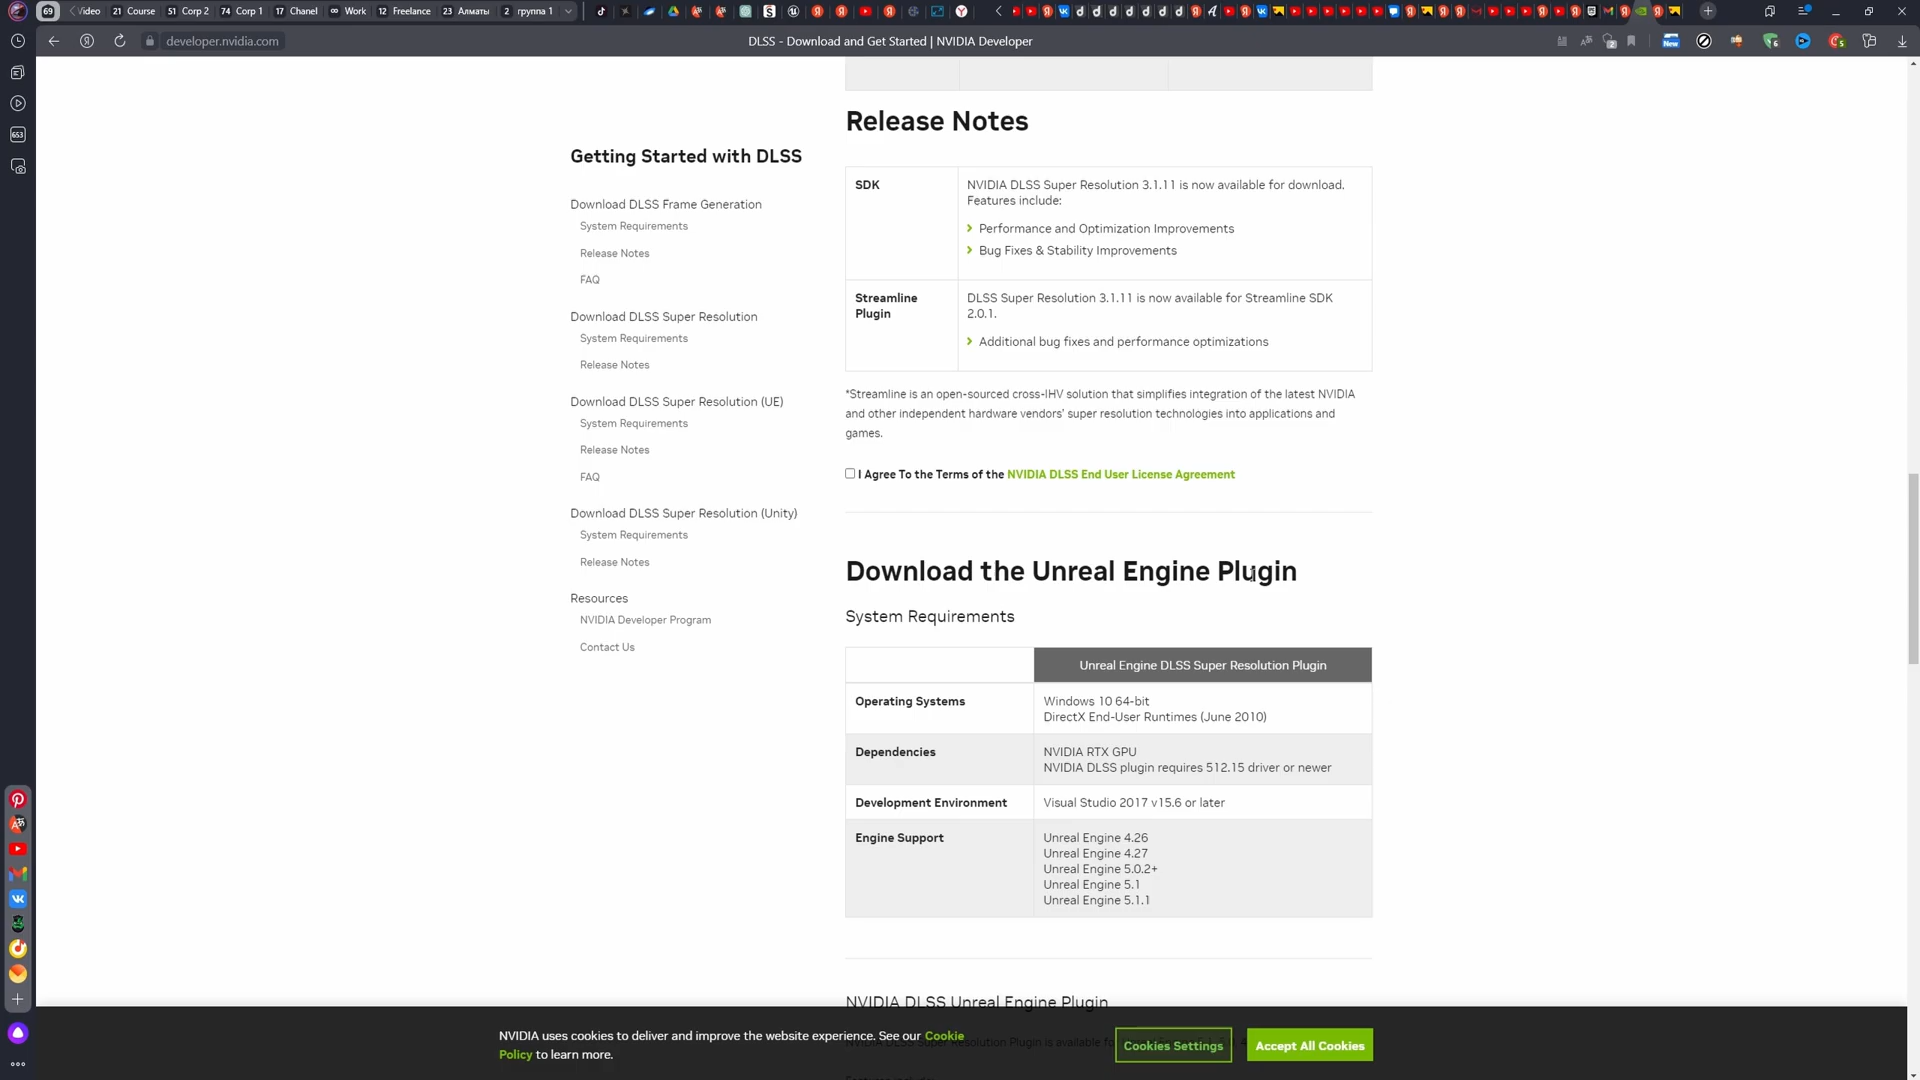 69
Video
21 Course
51 Corp 2
74 Corp 1
17 Chanel
∞ Work
12 Freelance
23 Алматы
2 группа 1
developer.nvidia.com
DLSS - Download and Get Started | NVIDIA Developer
New
653
Release Notes
Getting Started with DLSS
Download DLSS Frame Generation
System Requirements
Release Notes
FAQ
Download DLSS Super Resolution
System Requirements
Release Notes
Download DLSS Super Resolution (UE)
System Requirements
Release Notes
FAQ
Download DLSS Super Resolution (Unity)
System Requirements
Release Notes
Resources
NVIDIA Developer Program
Contact Us
SDK
NVIDIA DLSS Super Resolution 3.1.11 is now available for download.
Features include:
Performance and Optimization Improvements
Bug Fixes & Stability Improvements
Streamline
Plugin
DLSS Super Resolution 3.1.11 is now available for Streamline SDK
2.0.1.
Additional bug fixes and performance optimizations
*Streamline is an open-sourced cross-IHV solution that simplifies integration of the latest NVIDIA
and other independent hardware vendors' super resolution technologies into applications and
games.
I Agree To the Terms of the NVIDIA DLSS End User License Agreement
Download the Unreal Engine Plugin
System Requirements
Unreal Engine DLSS Super Resolution Plugin
Operating Systems
Windows 10 64-bit
DirectX End-User Runtimes (June 2010)
Dependencies
NVIDIA RTX GPU
NVIDIA DLSS plugin requires 512.15 driver or newer
Development Environment
Visual Studio 2017 v15.6 or later
Engine Support
Unreal Engine 4.26
Unreal Engine 4.27
Unreal Engine 5.0.2+
Unreal Engine 5.1
Unreal Engine 5.1.1
NVIDIA DLSS Unreal Engine Plugin
NVIDIA uses cookies to deliver and improve the website experience. See our Cookie
Policy to learn more.
Cookies Settings
Accept All Cookies